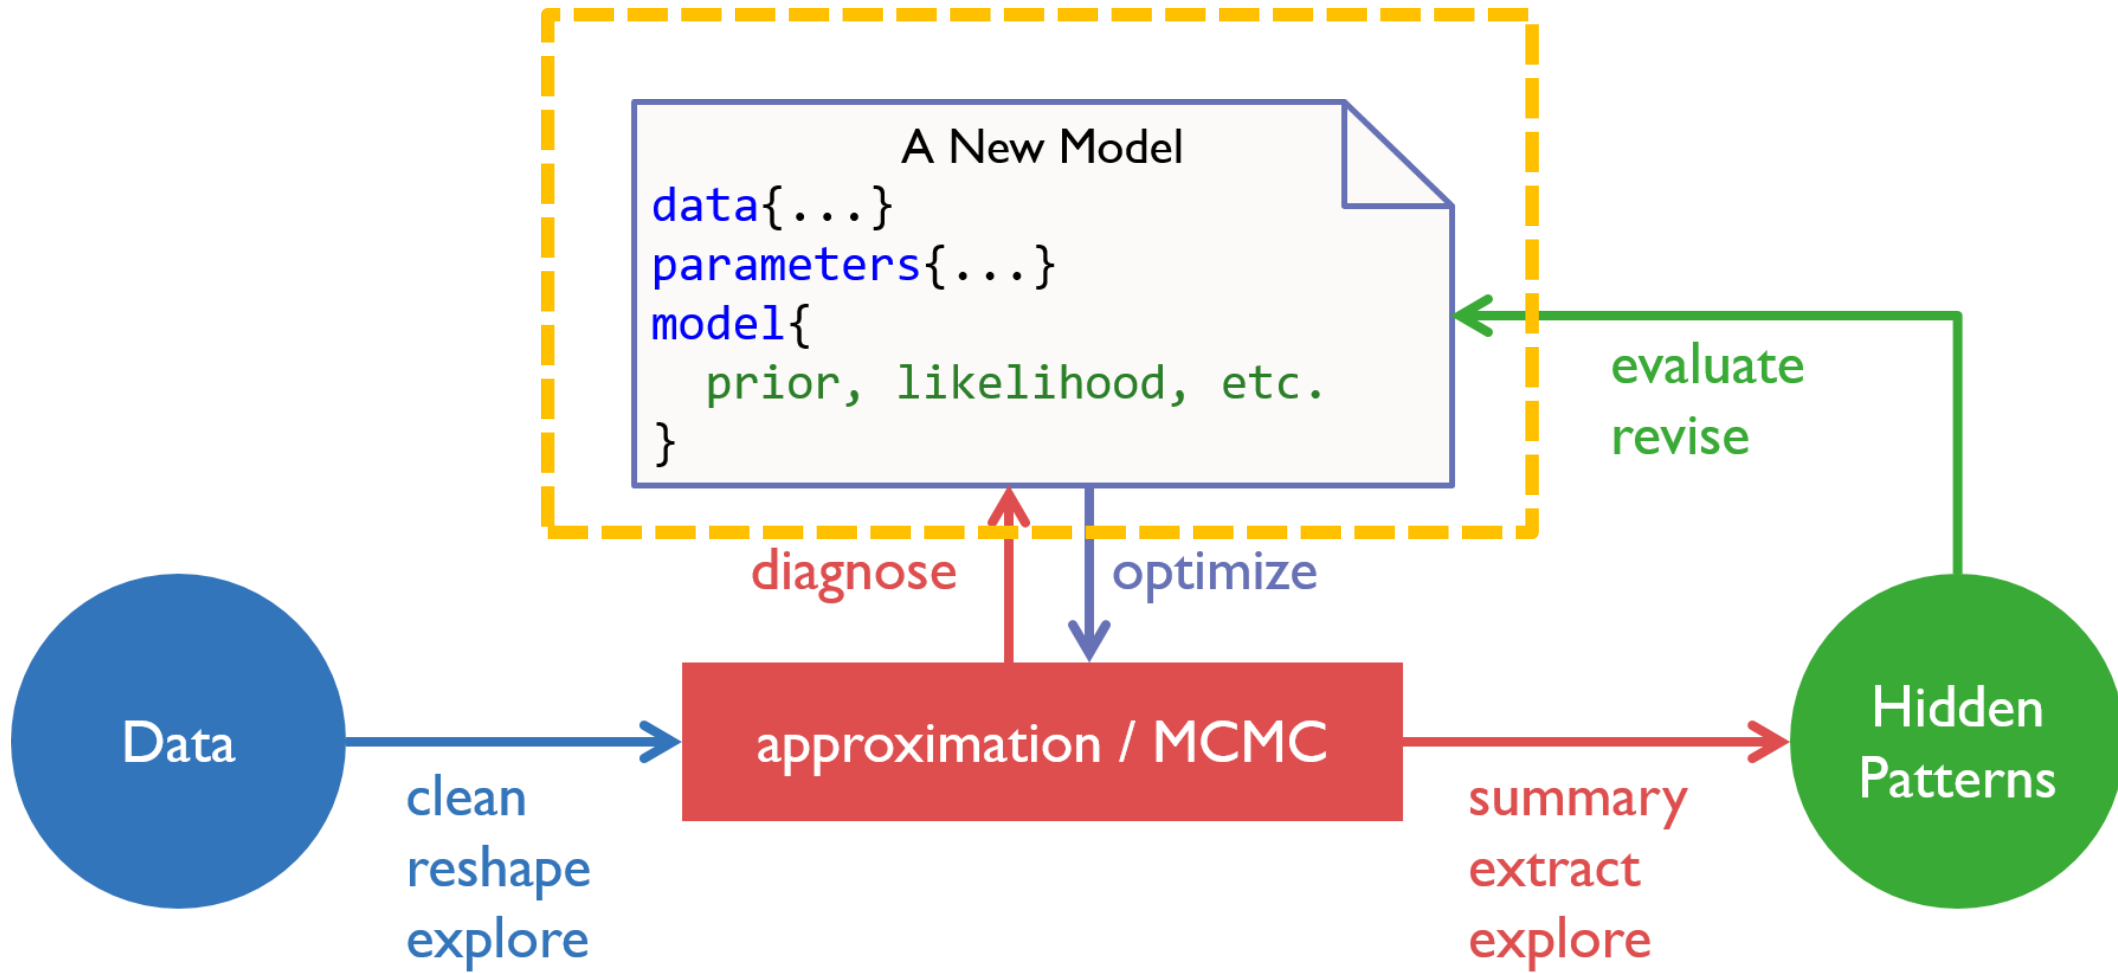 A New Model
data{...}
parameters{...}
model{
  prior, likelihood, etc.
}
evaluate
revise
diagnose
optimize
Data
clean
reshape
explore
approximation / MCMC
summary
extract
explore
Hidden
Patterns